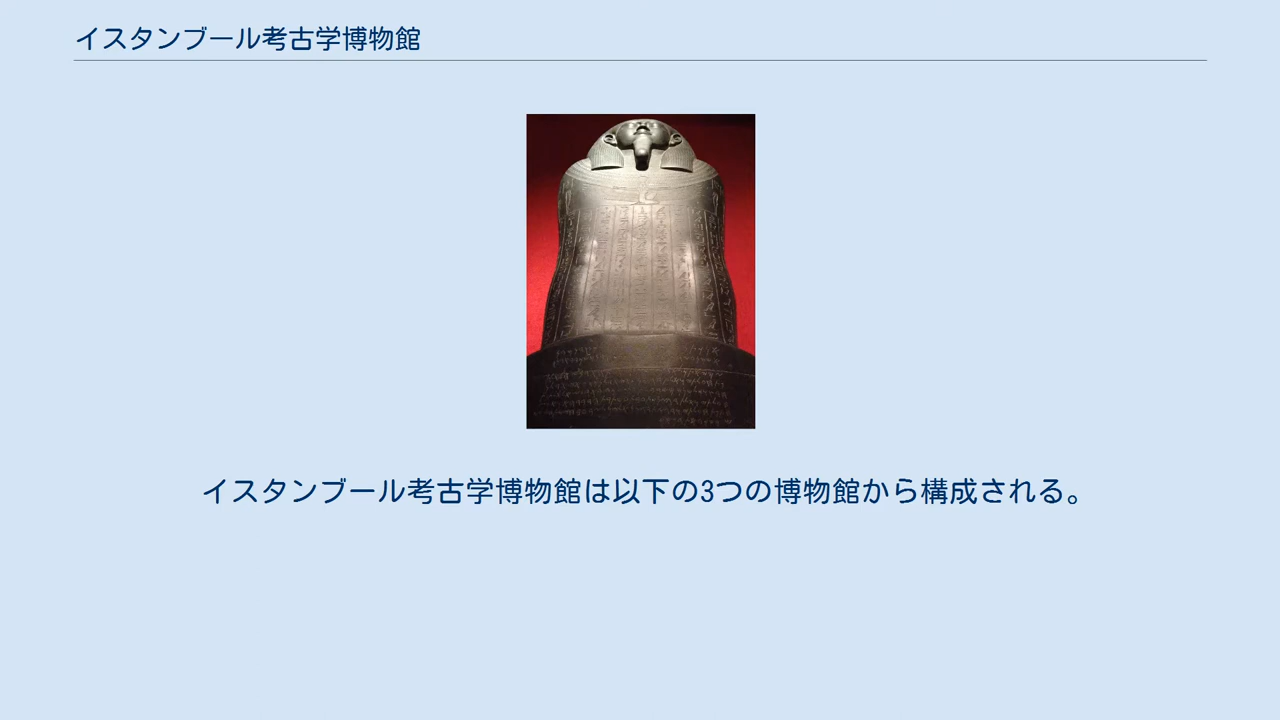 イスタンブール考古学博物館
イスタンブール考古学博物館は以下の3つの博物館から構成される。